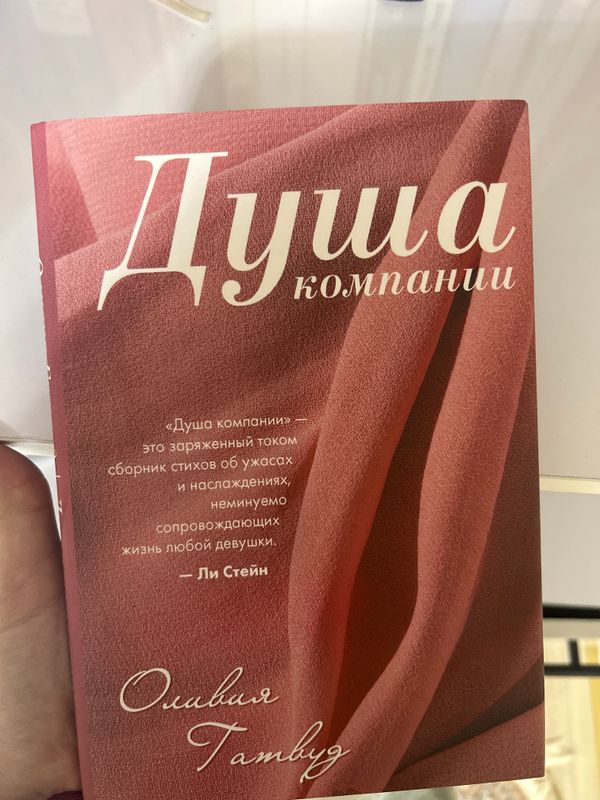 Душа
компании
«Душа компании» —
это заряженный током
сборник стихов об ужасах
и наслаждениях,
неминуемо
сопровождающих
жизнь любой девушки.
— Ли Стейн
Оливия
Гатвуд